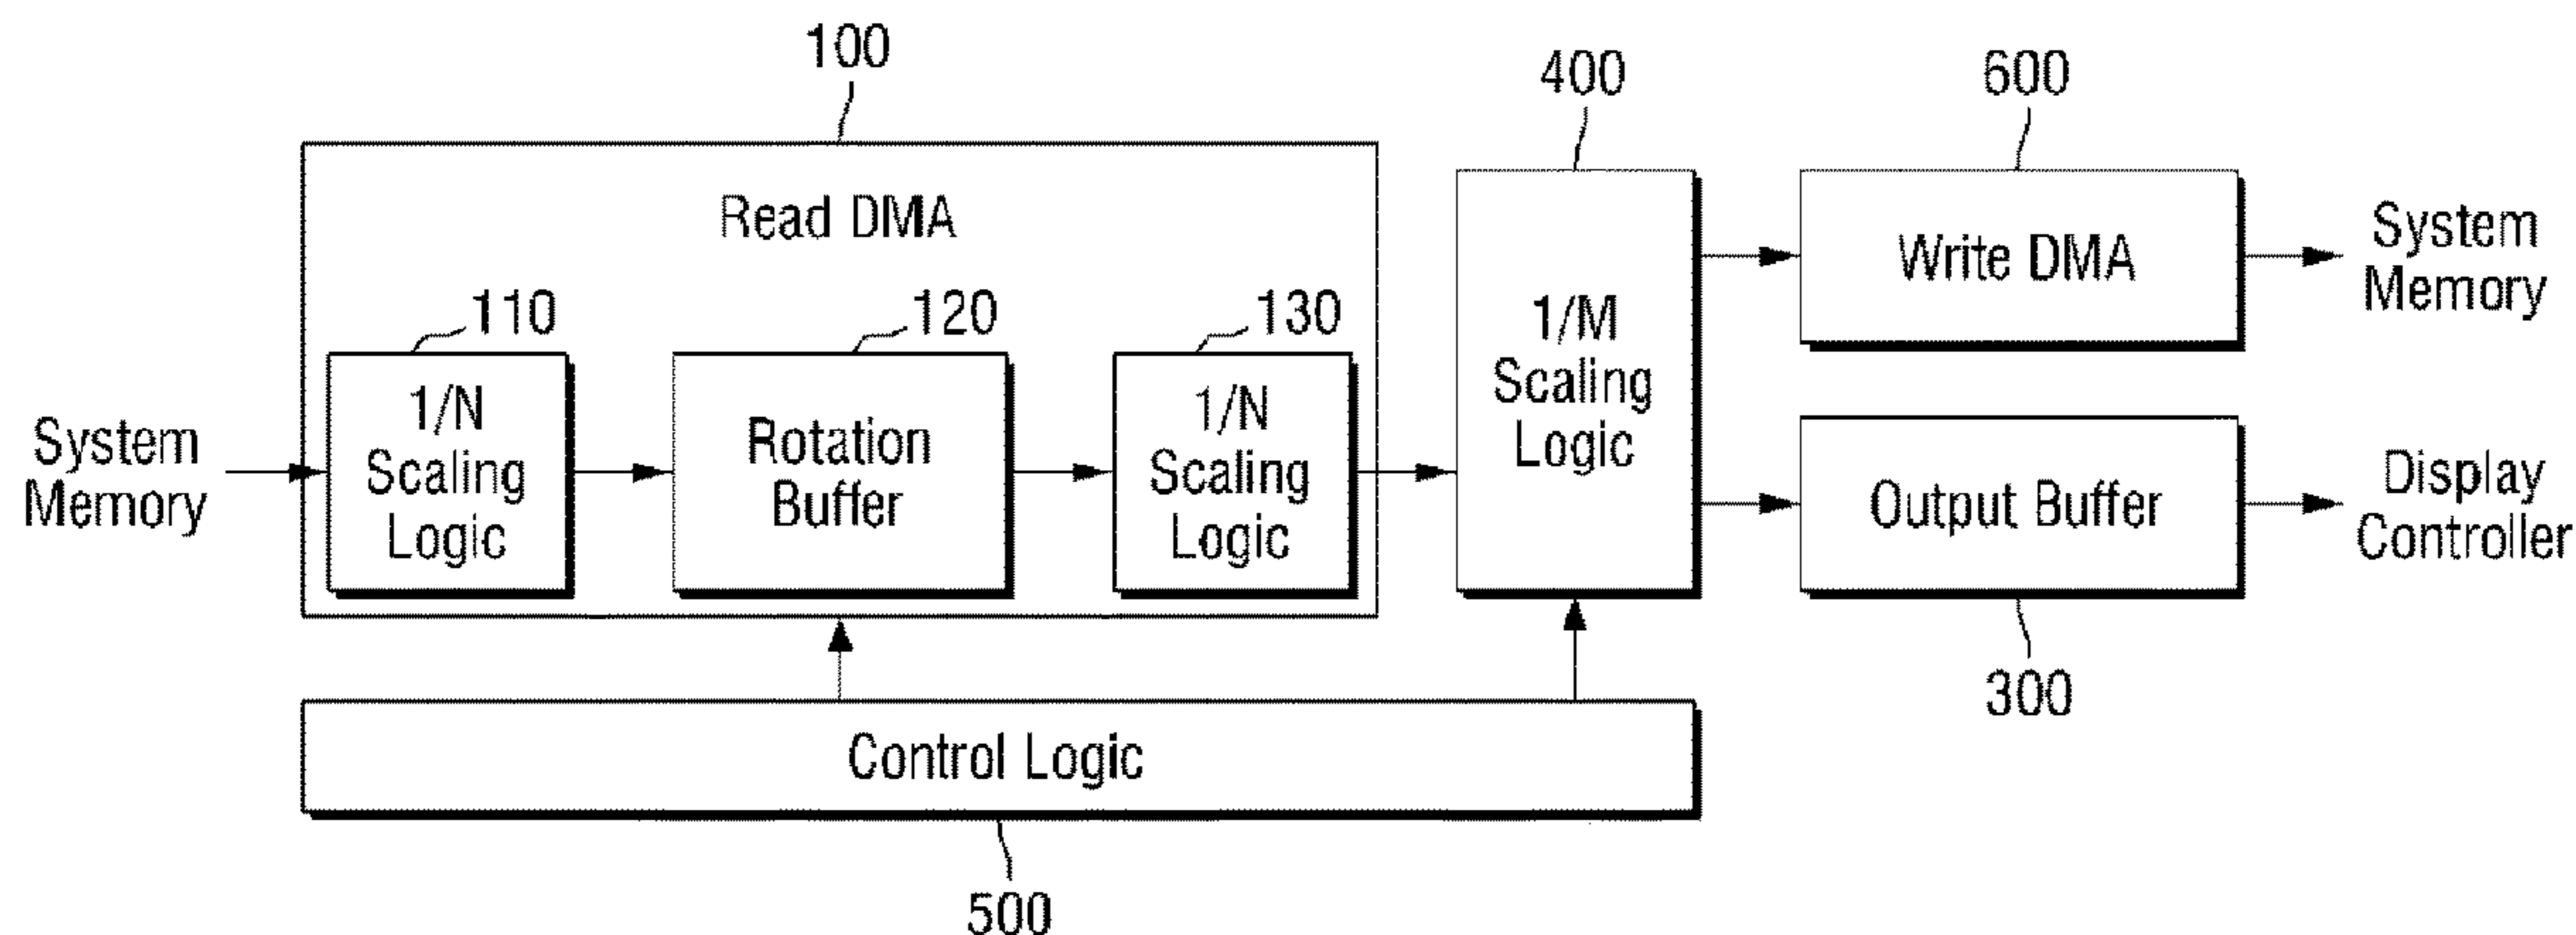 100
400
600
Read DMA
Write DMA
System
Memory
110
120
130
1/N
Scaling
Logic
Rotation
Buffer
1/N
Scaling
Logic
1/M
Scaling
Logic
System
Memory
Output Buffer
Display
Controller
300
Control Logic
500